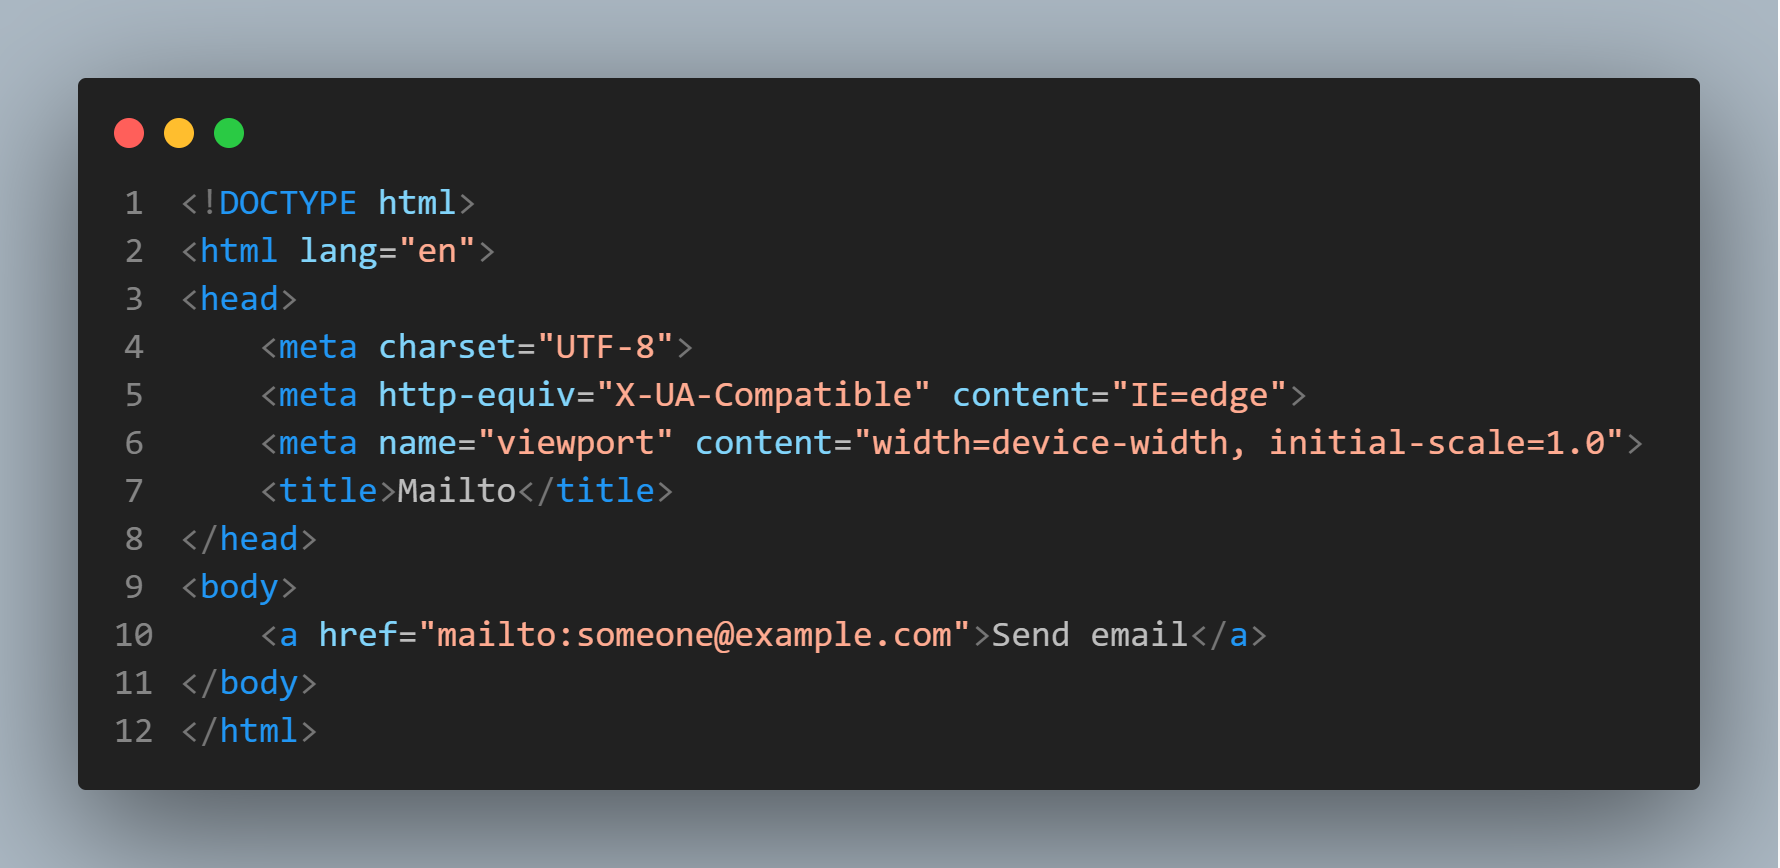 1 <!DOCTYPE html>
2 <html lang="en">
3 <head>
4     <meta charset="UTF-8">
5     <meta http-equiv="X-UA-Compatible" content="IE=edge">
6     <meta name="viewport" content="width=device-width, initial-scale=1.0">
7     <title>Mailto</title>
8 </head>
9 <body>
10     <a href="mailto:someone@example.com">Send email</a>
11 </body>
12 </html>